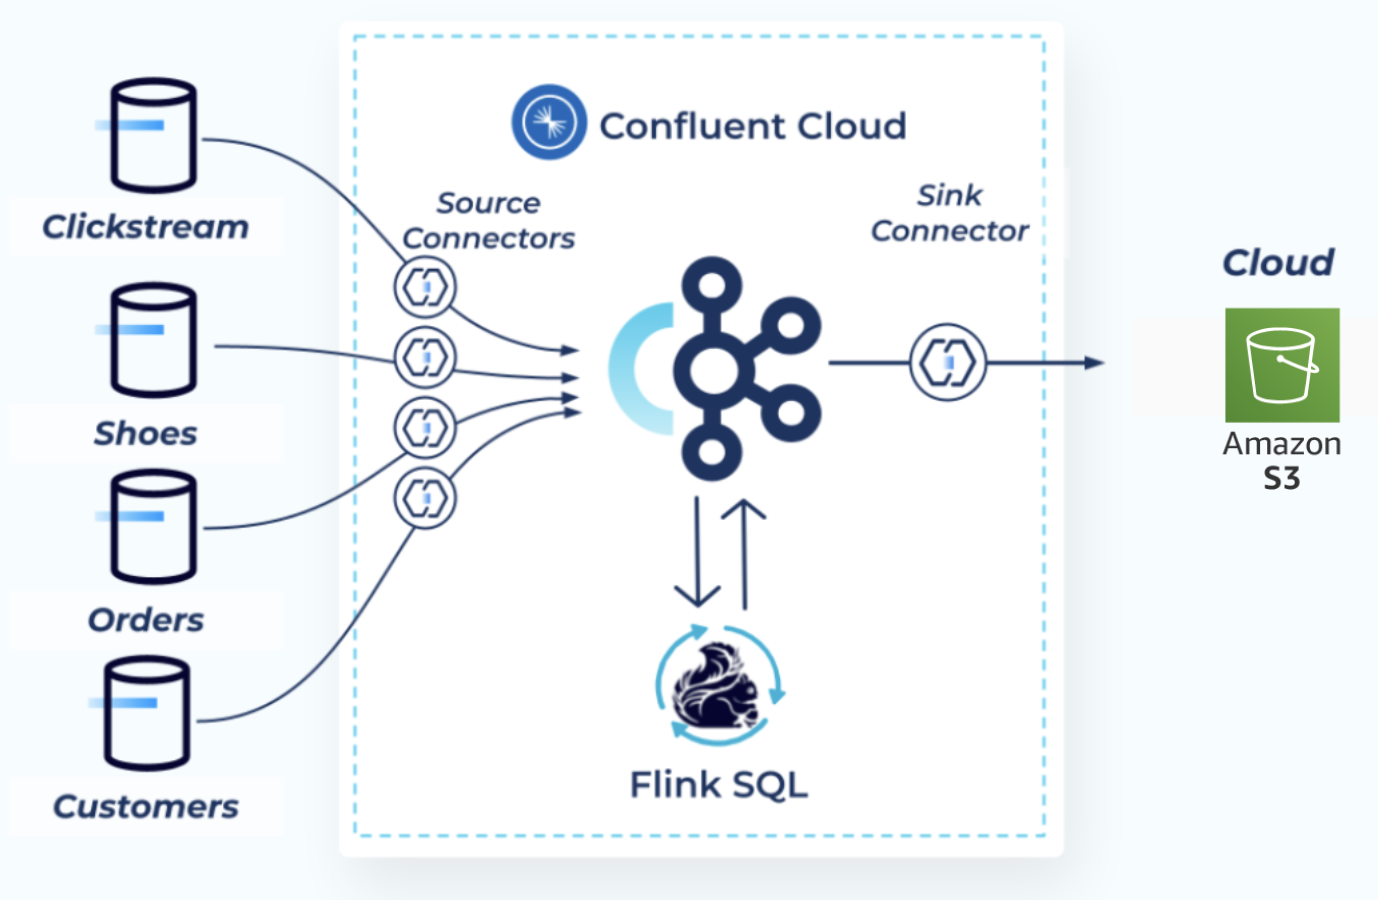 Confluent Cloud
Clickstream
Source
Connectors
Sink
Connector
Cloud
Shoes
Amazon
S3
Orders
Customers
Flink SQL